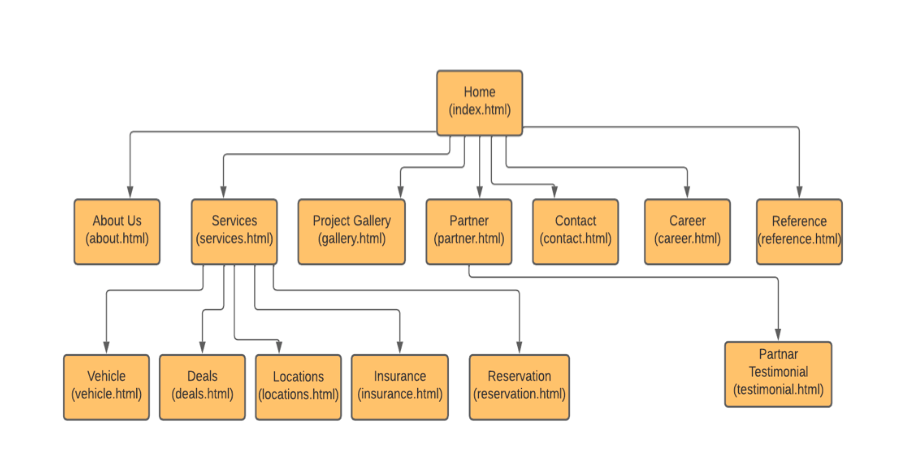 Home
(index.html)
About Us
(about.html)
Services
(services.html)
Project Gallery
(gallery.html)
Partner
(partner.html)
Contact
(contact.html)
Career
(career.html)
Reference
(reference.html)
Vehicle
(vehicle.html)
Deals
(deals.html)
Locations
(locations.html)
Insurance
(insurance.html)
Reservation
(reservation.html)
Partnar
Testimonial
(testimonial.html)